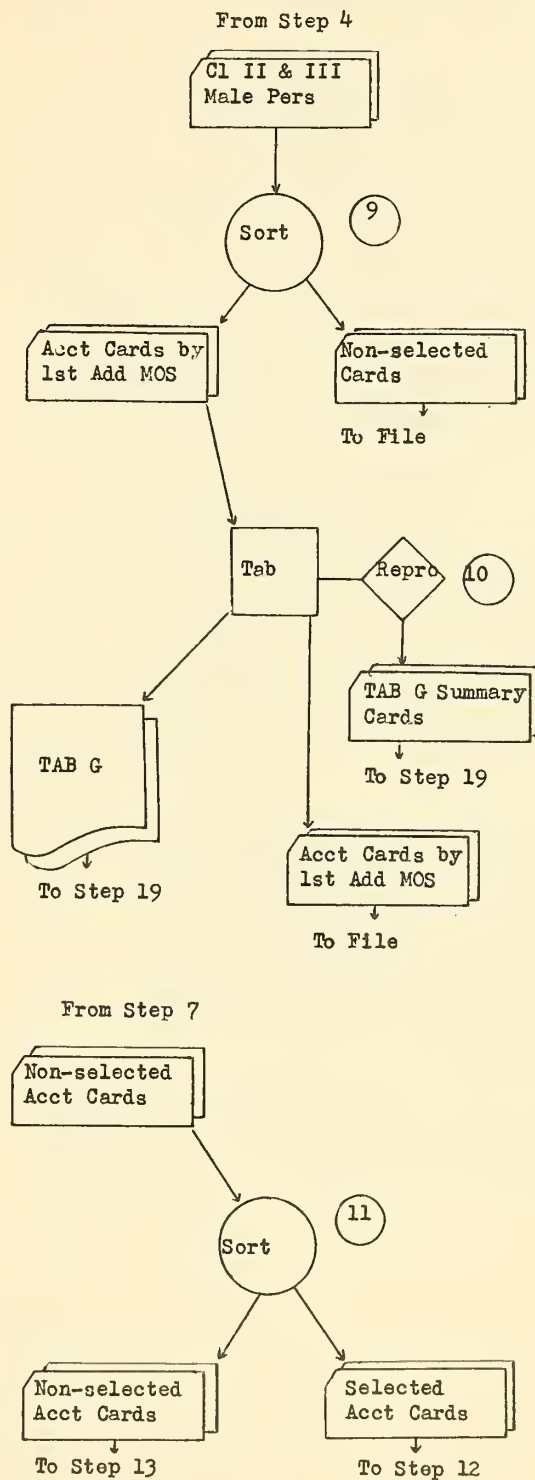 From Step 4
Cl II & III
Male Pers
Sort
9
Acct Cards by
1st Add MOS
Non-selected
Cards
To File
Tab
Repro
10
TAB G Summary
Cards
To Step 19
TAB G
To Step 19
Acct Cards by
1st Add MOS
To File
From Step 7
Non-selected
Acct Cards
11
Sort
Non-selected
Acct Cards
To Step 13
Selected
Acct Cards
To Step 12